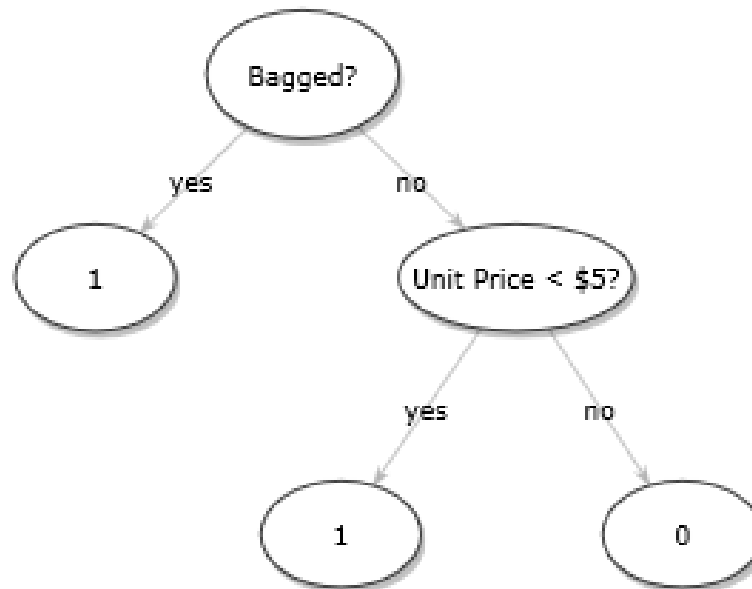 Bagged?
yes
no
1
Unit Price < $5?
yes
no
1
0